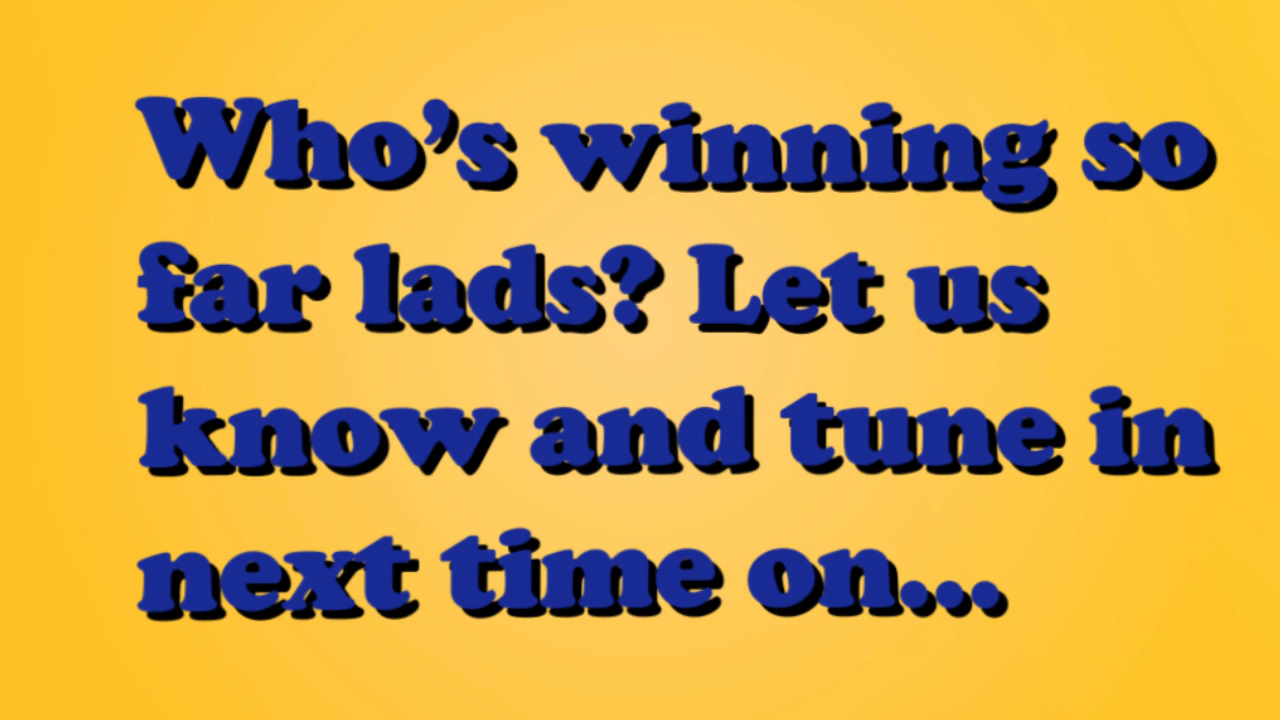 Who’s winning so
far lads? Let us
know and tune in
next time on...